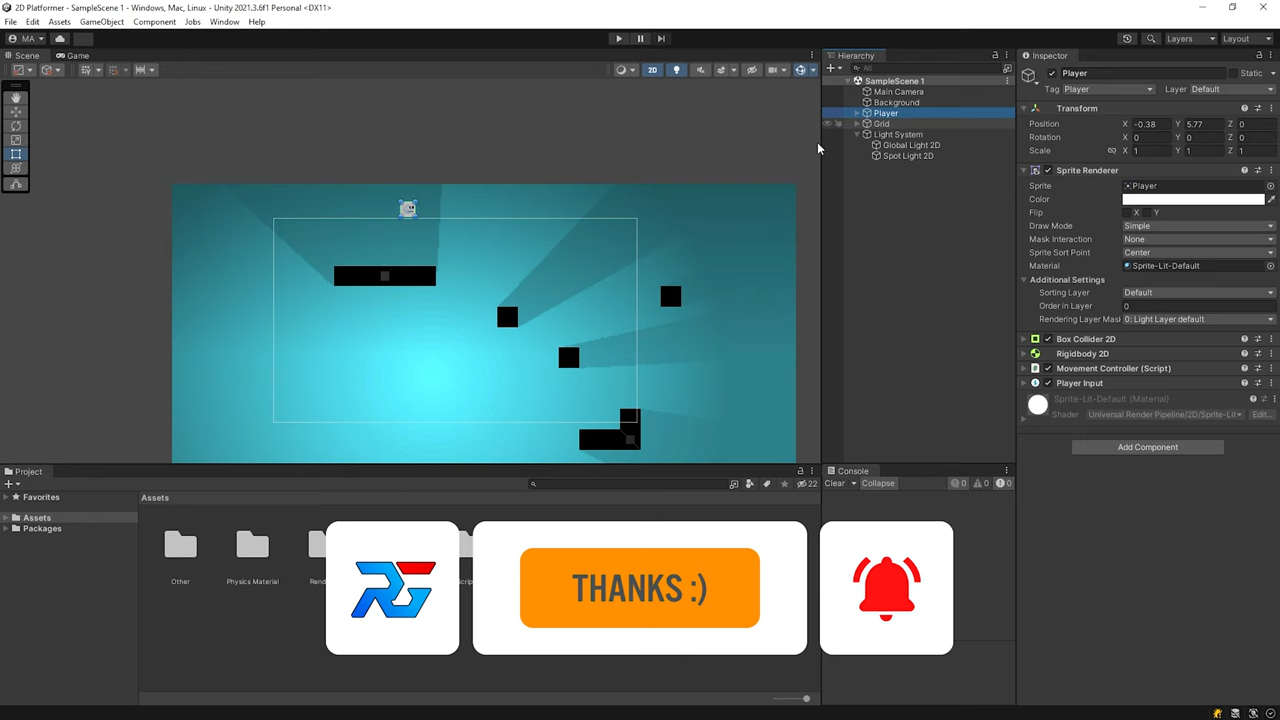 2D Platformer - SampleScene 1 - Windows, Mac, Linux - Unity 2021.3.6f1 Personal <DX11>
File Edit Assets GameObject Component Jobs Window Help
MA
Layers
Layout
Scene
Game
2D
Hierarchy
All
SampleScene 1
Main Camera
Background
Player
Grid
Light System
Global Light 2D
Spot Light 2D
Inspector
Player
Static
Tag Player
Layer Default
Transform
Position X -0.38 Y 5.77 Z 0
Rotation X 0 Y 0 Z 0
Scale X 1 Y 1 Z 1
Sprite Renderer
Sprite Player
Color
Flip X Y
Draw Mode Simple
Mask Interaction None
Sprite Sort Point Center
Material Sprite-Lit-Default
Additional Settings
Sorting Layer Default
Order in Layer 0
Rendering Layer Mask 0: Light Layer default
Box Collider 2D
Rigidbody 2D
Movement Controller (Script)
Player Input
Sprite-Lit-Default (Material)
Shader Universal Render Pipeline/2D/Sprite-Lit Edit...
Add Component
Project
22
Favorites
Assets
Packages
Assets
Other
Physics Material
Console
Clear
Collapse
0 0 0
RG
THANKS :)